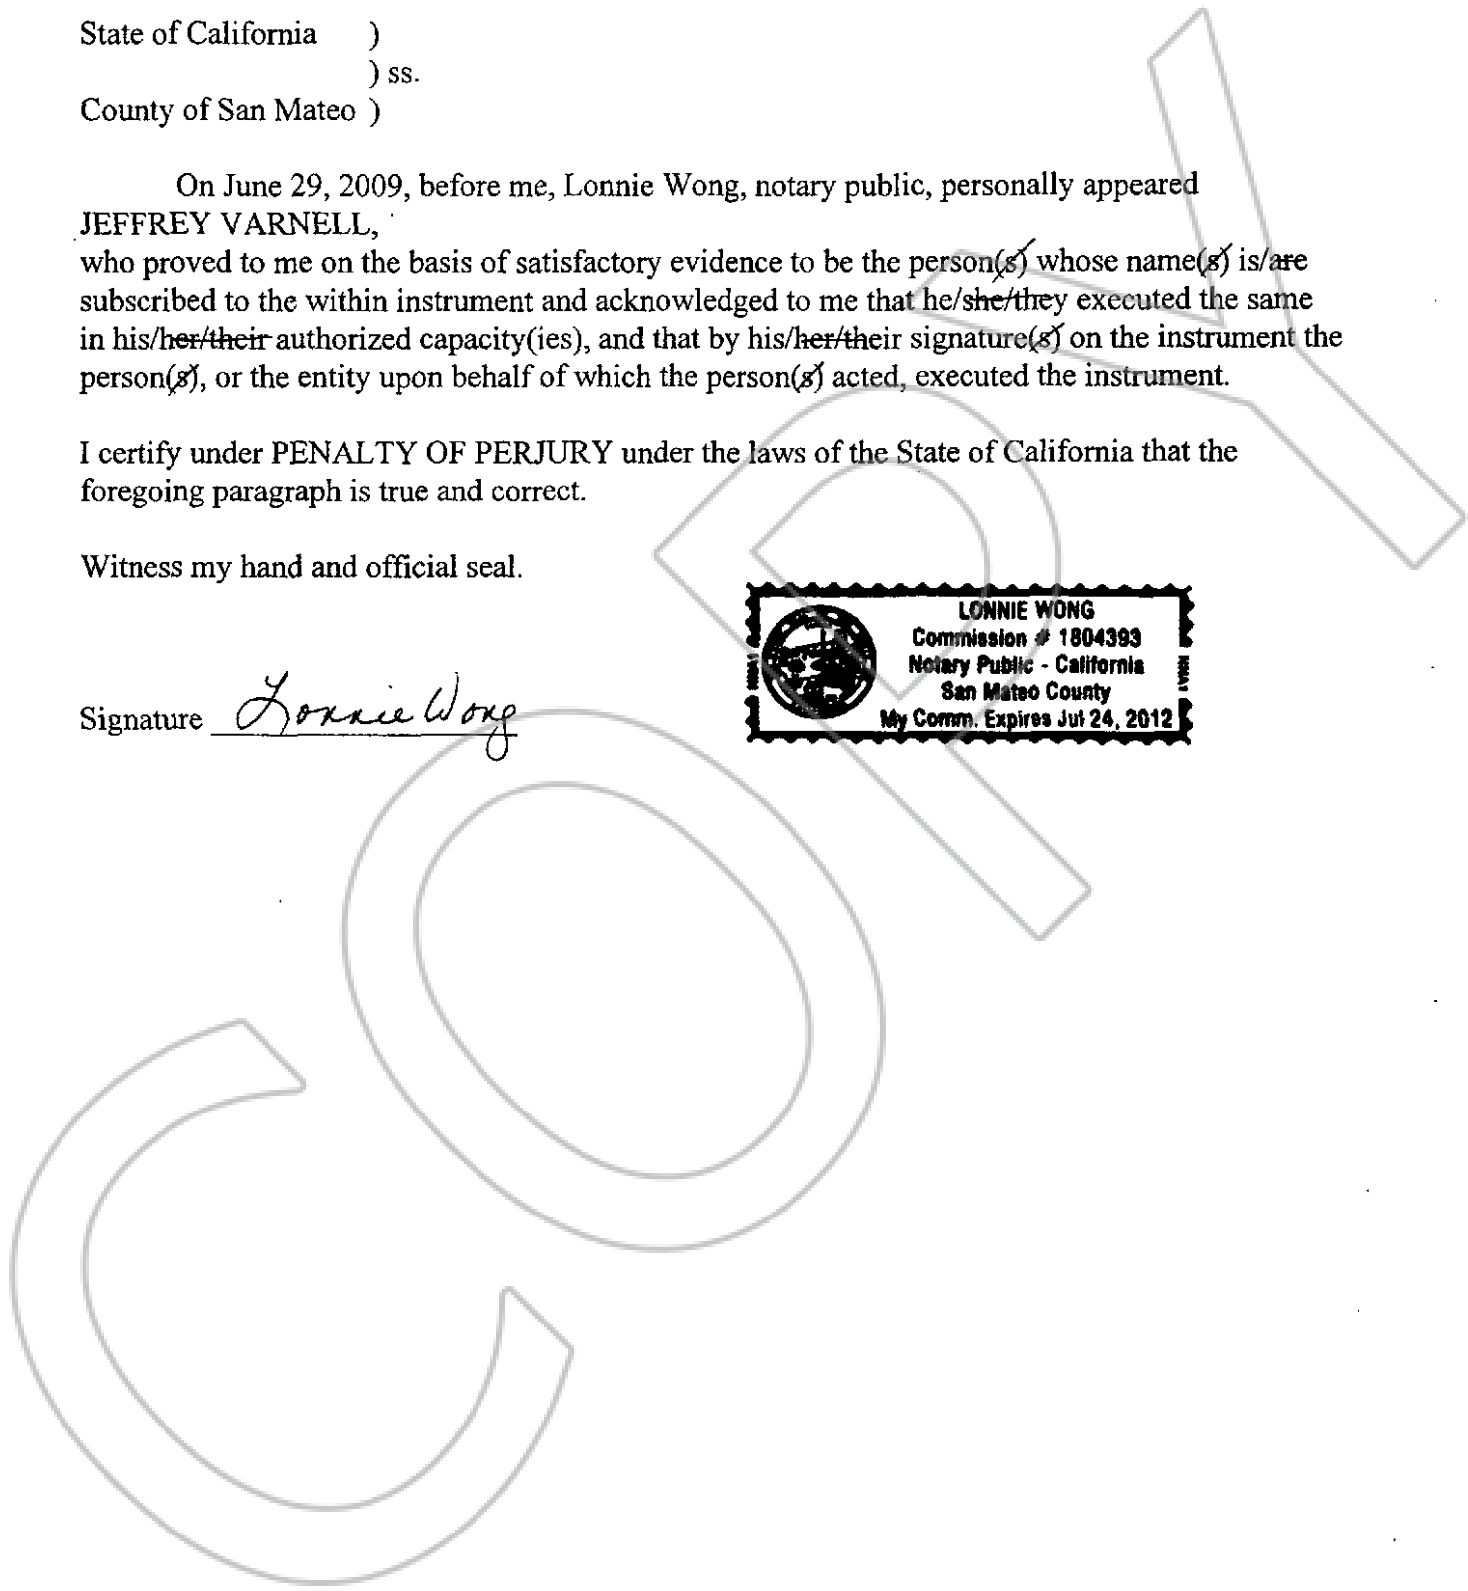 State of California )
) ss.
County of San Mateo )
On June 29, 2009, before me, Lonnie Wong, notary public, personally appeared
JEFFREY VARNELL,
who proved to me on the basis of satisfactory evidence to be the person(s) whose name(s) is/are
subscribed to the within instrument and acknowledged to me that he/she/they executed the same
in his/her/their authorized capacity(ies), and that by his/her/their signature(s) on the instrument the
person(s), or the entity upon behalf of which the person(s) acted, executed the instrument.
I certify under PENALTY OF PERJURY under the laws of the State of California that the
foregoing paragraph is true and correct.
Witness my hand and official seal.
LONNIE WONG
Commission # 1804393
Notary Public - California
San Mateo County
My Comm. Expires Jul 24, 2012
Signature Lonnie Wong
COPY